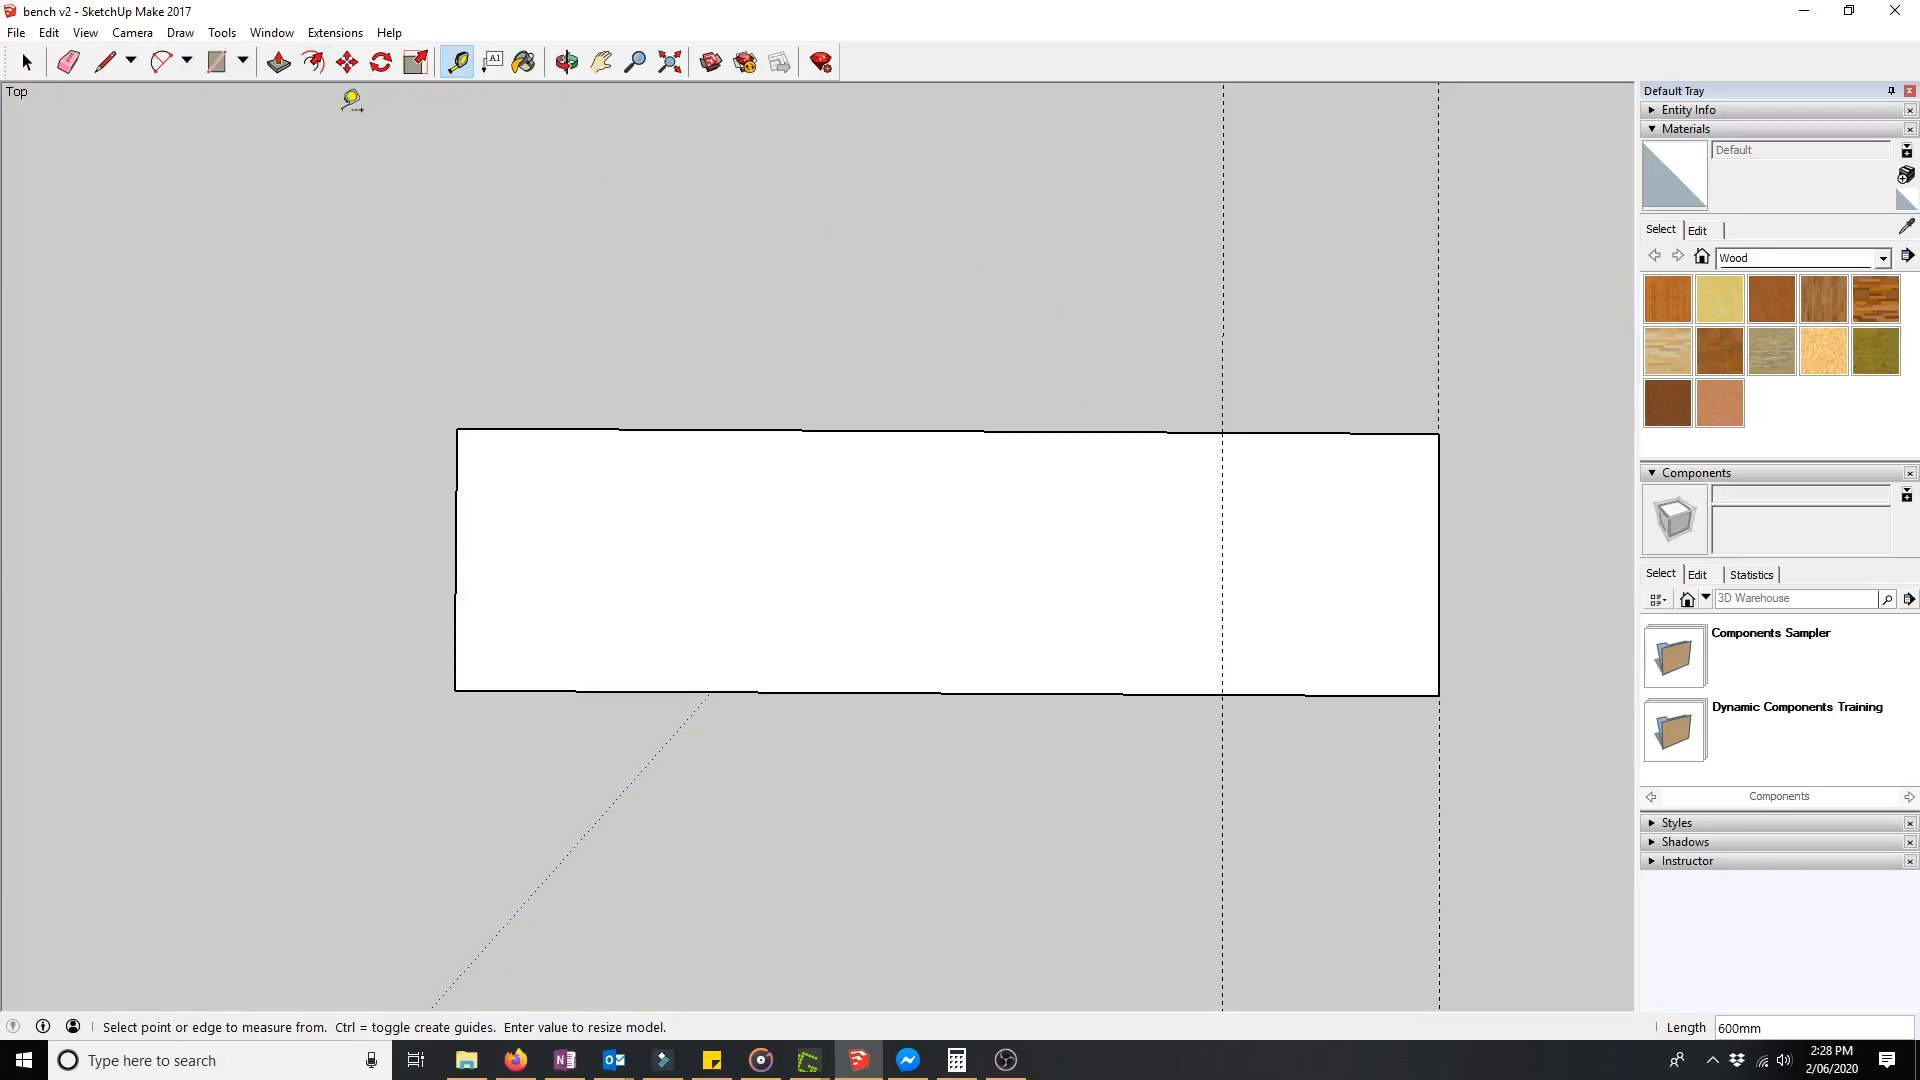 bench v2 - SketchUp Make 2017
File Edit View Camera Draw Tools Window Extensions Help
A1
Top
Default Tray
Entity Info
Materials
Default
Select Edit
Wood
Components
Select Edit Statistics
3D Warehouse
Components Sampler
Dynamic Components Training
Components
Styles
Shadows
Instructor
Select point or edge to measure from. Ctrl = toggle create guides. Enter value to resize model.
Length 600mm
Type here to search
2:28 PM
2/06/2020